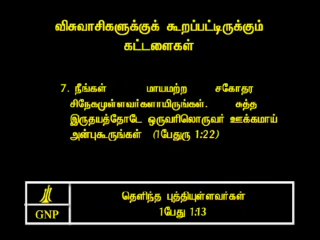 விசுவாசிகளுக்குக் கூறப்பட்டிருக்கும்
கட்டளைகள்
7. நீங்கள் மாயமற்ற சகோதர
சிநேகமுள்ளவர்களாயிருங்கள். சுத்த
இருதயத்தோடே ஒருவரிலொருவர் ஊக்கமாய்
அன்புகூருங்கள் (1பேதுரு 1:22)
தெளிந்த புத்தியுள்ளவர்கள்
1பேது 1:13
GNP